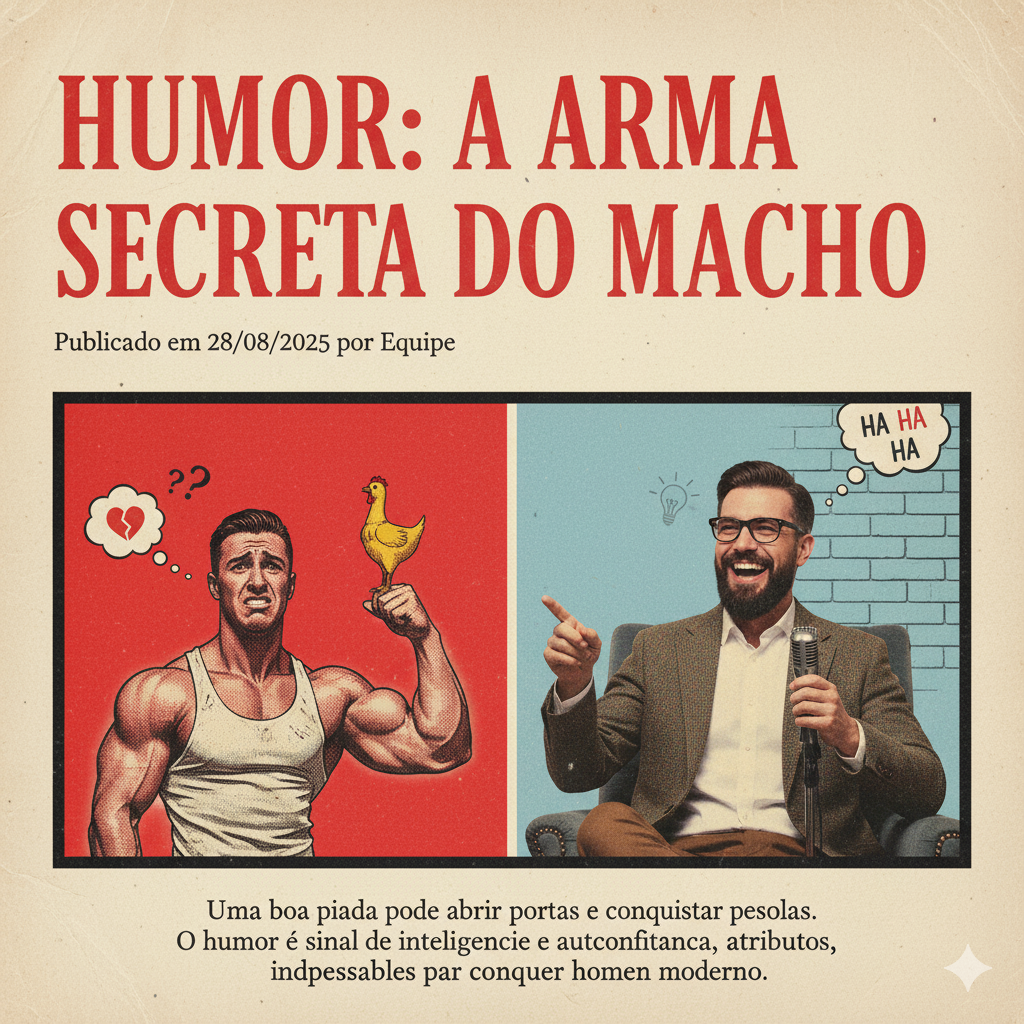 HUMOR: A ARMA
SECRETA DO MACHO
Publicado em 28/08/2025 por Equipe
??
HA HA
HA
Uma boa piada pode abrir portas e conquistar pesolas.
O humor é sinal de inteligencie e autconfitanca, atributos,
indpessables par conquer homen moderno.